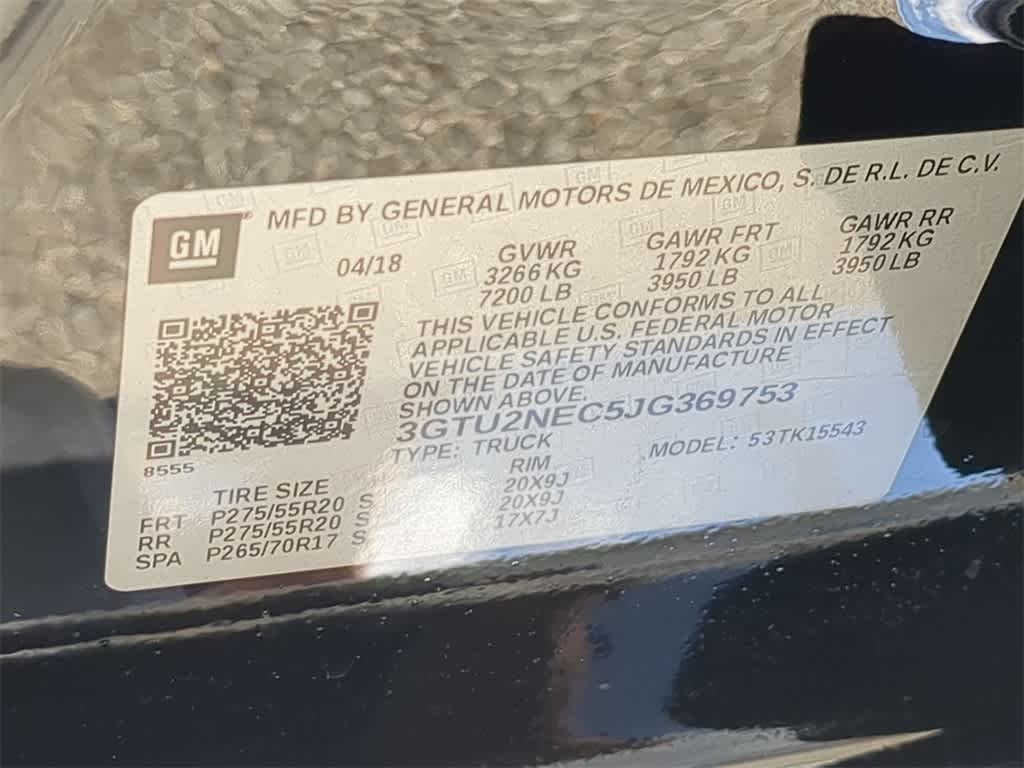 GM® MFD BY GENERAL MOTORS DE MEXICO, S. DE R.L. DE C.V.
04/18 GVWR GAWR FRT GAWR RR
3266 KG 1792 KG 1792 KG
7200 LB 3950 LB 3950 LB
THIS VEHICLE CONFORMS TO ALL
APPLICABLE U.S. FEDERAL MOTOR
VEHICLE SAFETY STANDARDS IN EFFECT
ON THE DATE OF MANUFACTURE
SHOWN ABOVE.
3GTU2NEC5JG369753
TYPE: TRUCK MODEL: 53TK15543
8555
TIRE SIZE RIM
FRT P275/55R20 S 20X9J
RR P275/55R20 S 20X9J
SPA P265/70R17 S 17X7J